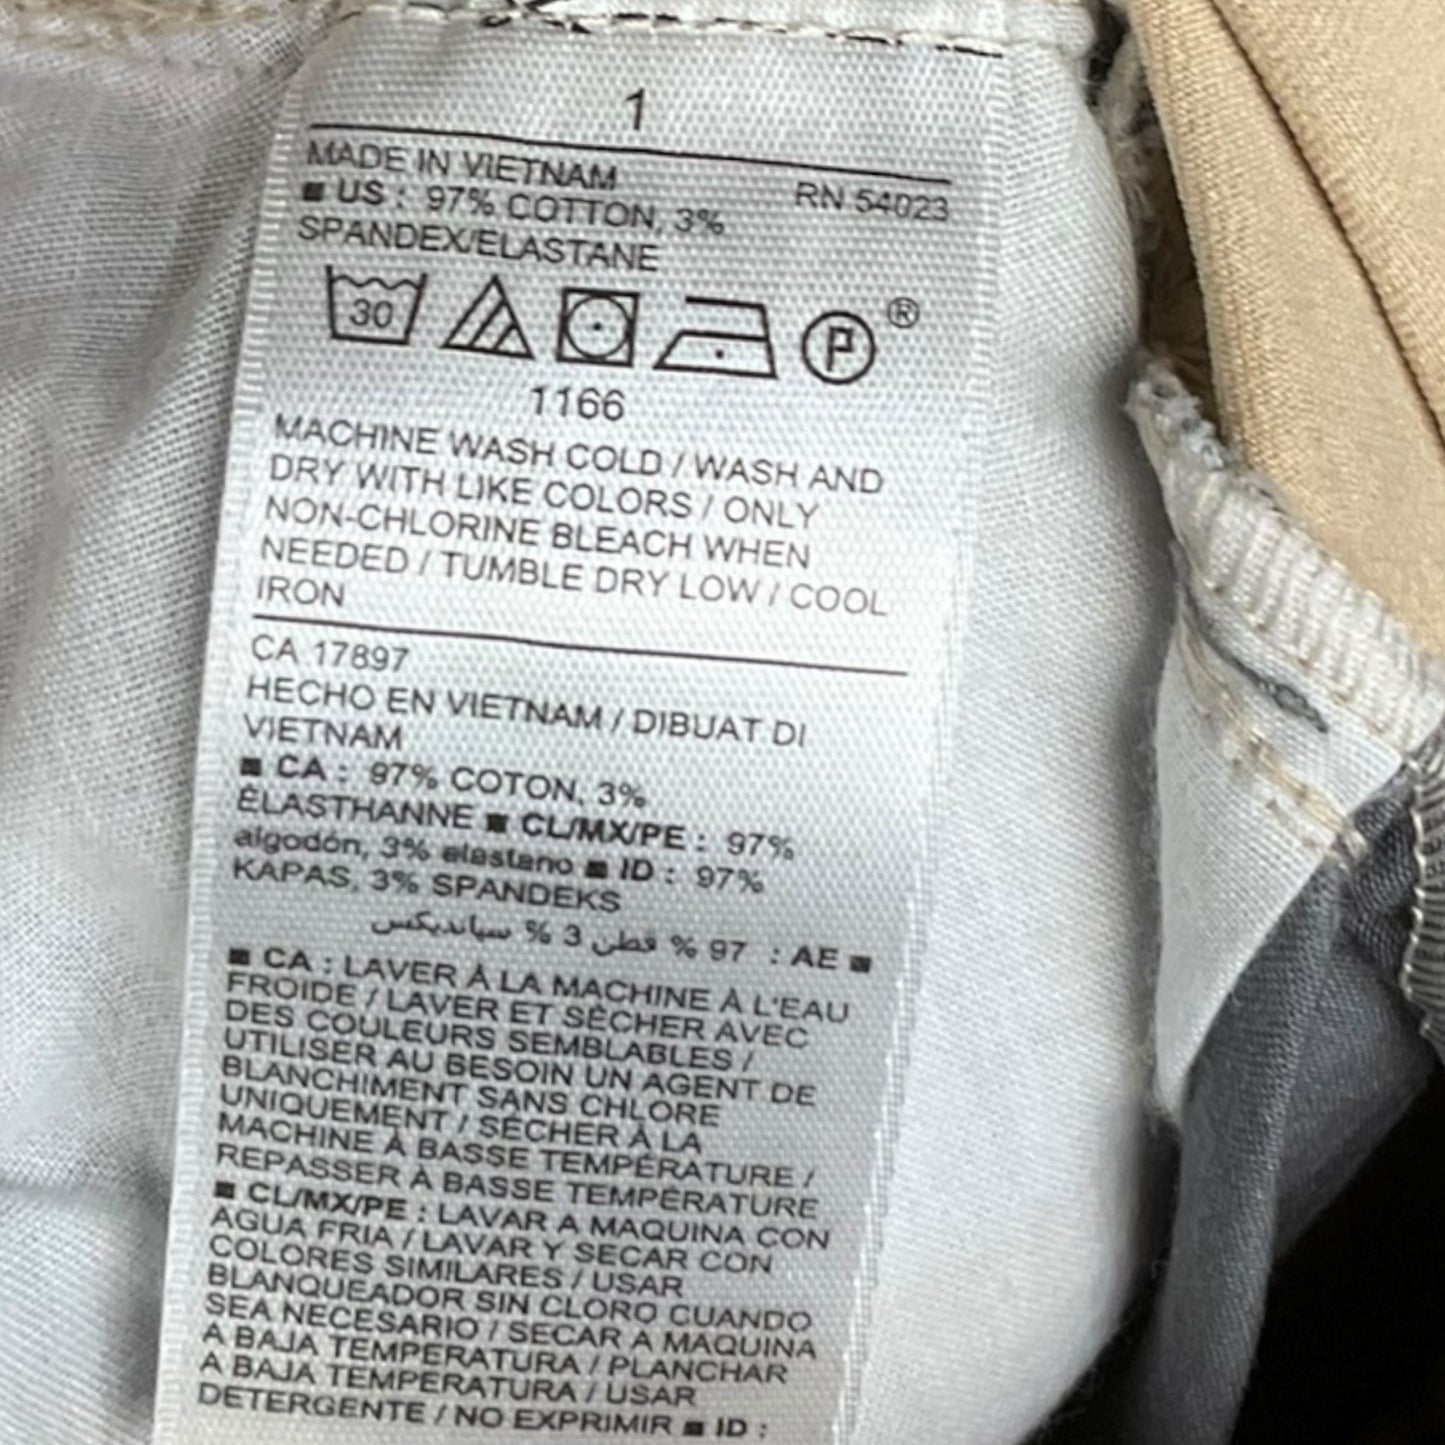 1
MADE IN VIETNAM RN 54023
■ US : 97% COTTON, 3%
SPANDEX/ELASTANE
30 P ®
1166
MACHINE WASH COLD / WASH AND
DRY WITH LIKE COLORS / ONLY
NON-CHLORINE BLEACH WHEN
NEEDED / TUMBLE DRY LOW / COOL
IRON
CA 17897
HECHO EN VIETNAM / DIBUAT DI
VIETNAM
■ CA : 97% COTON, 3%
ÉLASTHANNE ■ CL/MX/PE : 97%
algodón, 3% elastano ■ ID : 97%
KAPAS, 3% SPANDEKS
■ AE : 97 % قطن 3 % سباندیکس
■ CA : LAVER À LA MACHINE À L'EAU
FROIDE / LAVER ET SÉCHER AVEC
DES COULEURS SEMBLABLES /
UTILISER AU BESOIN UN AGENT DE
BLANCHIMENT SANS CHLORE
UNIQUEMENT / SÉCHER À LA
MACHINE À BASSE TEMPÉRATURE /
REPASSER À BASSE TEMPÉRATURE
■ CL/MX/PE : LAVAR A MAQUINA CON
AGUA FRIA / LAVAR Y SECAR CON
COLORES SIMILARES / USAR
BLANQUEADOR SIN CLORO CUANDO
SEA NECESARIO / SECAR A MAQUINA
A BAJA TEMPERATURA / PLANCHAR
A BAJA TEMPERATURA / USAR
DETERGENTE / NO EXPRIMIR ■ ID :